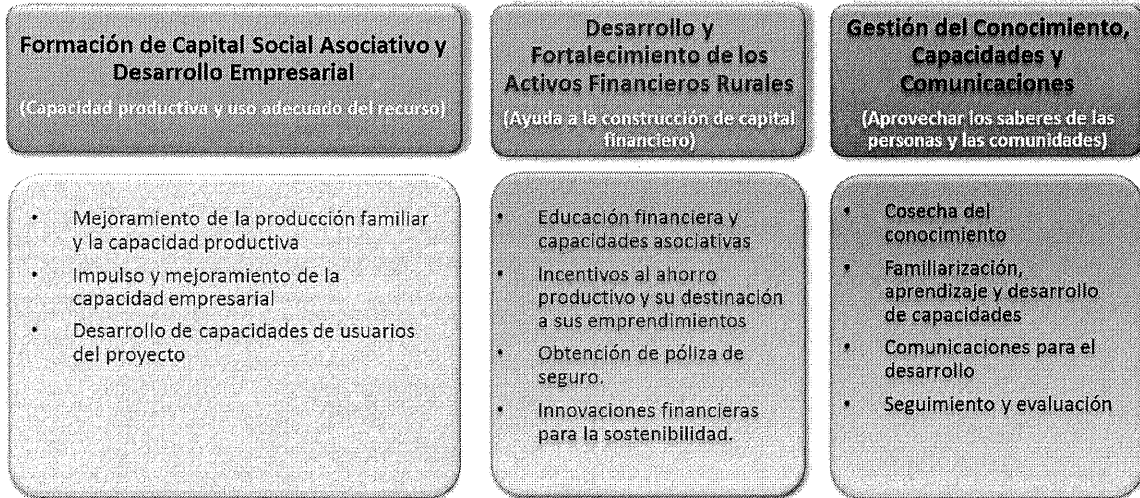 Formación de Capital Social Asociativo y
Desarrollo Empresarial
(Capacidad productiva y uso adecuado del recurso)
Desarrollo y
Fortalecimiento de los
Activos Financieros Rurales
(Ayuda a la construcción de capital
financiero)
Gestión del Conocimiento,
Capacidades y
Comunicaciones
(Aprovechar los saberes de las
personas y las comunidades)
• Mejoramiento de la producción familiar
y la capacidad productiva
• Impulso y mejoramiento de la
capacidad empresarial
• Desarrollo de capacidades de usuarios
del proyecto
• Educación financiera y
capacidades asociativas
• Incentivos al ahorro
productivo y su destinación
a sus emprendimientos
• Obtención de póliza de
seguro.
• Innovaciones financieras
para la sostenibilidad.
• Cosecha del
conocimiento
• Familiarización,
aprendizaje y desarrollo
de capacidades
• Comunicaciones para el
desarrollo
• Seguimiento y evaluación